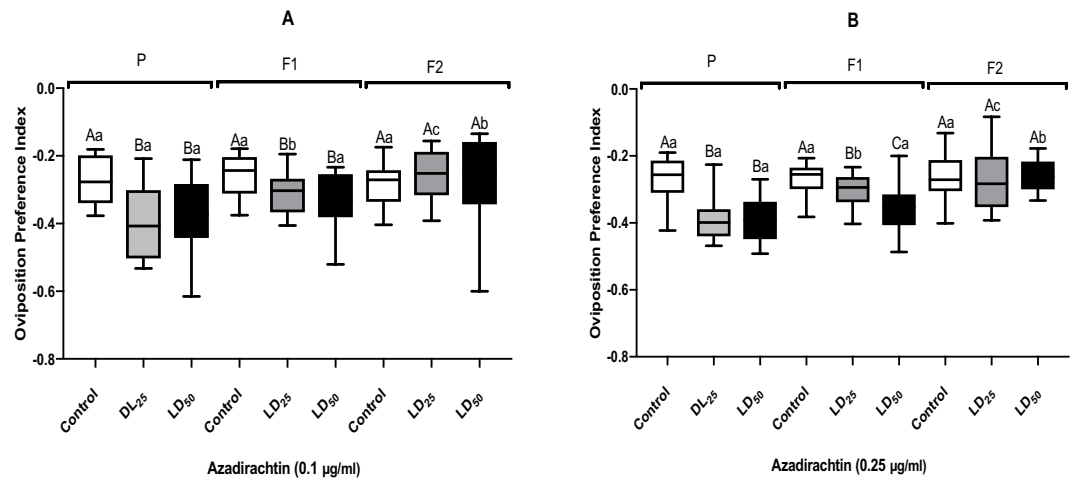 A
P
F1
F2
Oviposition Preference Index
0.0
-0.2
-0.4
-0.6
-0.8
Aa
Ba
Ba
Aa
Bb
Ba
Aa
Ac
Ab
Control
DL25
LD50
Control
LD25
LD50
Control
LD25
LD50
Azadirachtin (0.1 µg/ml)
B
P
F1
F2
Oviposition Preference Index
0.0
-0.2
-0.4
-0.6
-0.8
Aa
Ba
Ba
Aa
Bb
Ca
Aa
Ac
Ab
Control
DL25
LD50
Control
LD25
LD50
Control
LD25
LD50
Azadirachtin (0.25 µg/ml)